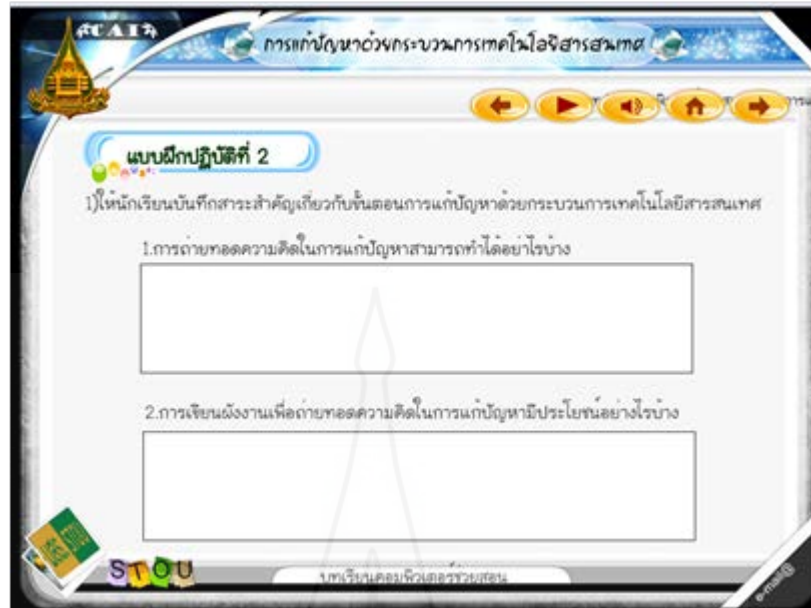 CAI
การแก้ปัญหาด้วยกระบวนการเทคโนโลยีสารสนเทศ
แบบฝึกปฏิบัติที่ 2
1)ให้นักเรียนบันทึกสาระสำคัญเกี่ยวกับขั้นตอนการแก้ปัญหาด้วยกระบวนการเทคโนโลยีสารสนเทศ
1.การถ่ายทอดความคิดในการแก้ปัญหาสามารถทำได้อย่างไรบ้าง
2.การเขียนผังงานเพื่อถ่ายทอดความคิดในการแก้ปัญหามีประโยชน์อย่างไรบ้าง
STOU
บทเรียนคอมพิวเตอร์ช่วยสอน
e-mail@